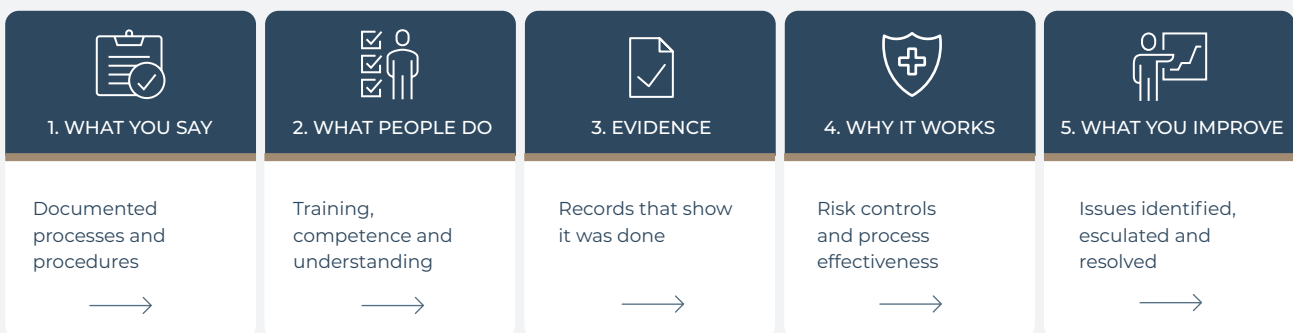 1. WHAT YOU SAY
Documented
processes and
procedures
2. WHAT PEOPLE DO
Training,
competence and
understanding
3. EVIDENCE
Records that show
it was done
4. WHY IT WORKS
Risk controls
and process
effectiveness
5. WHAT YOU IMPROVE
Issues identified,
esculated and
resolved